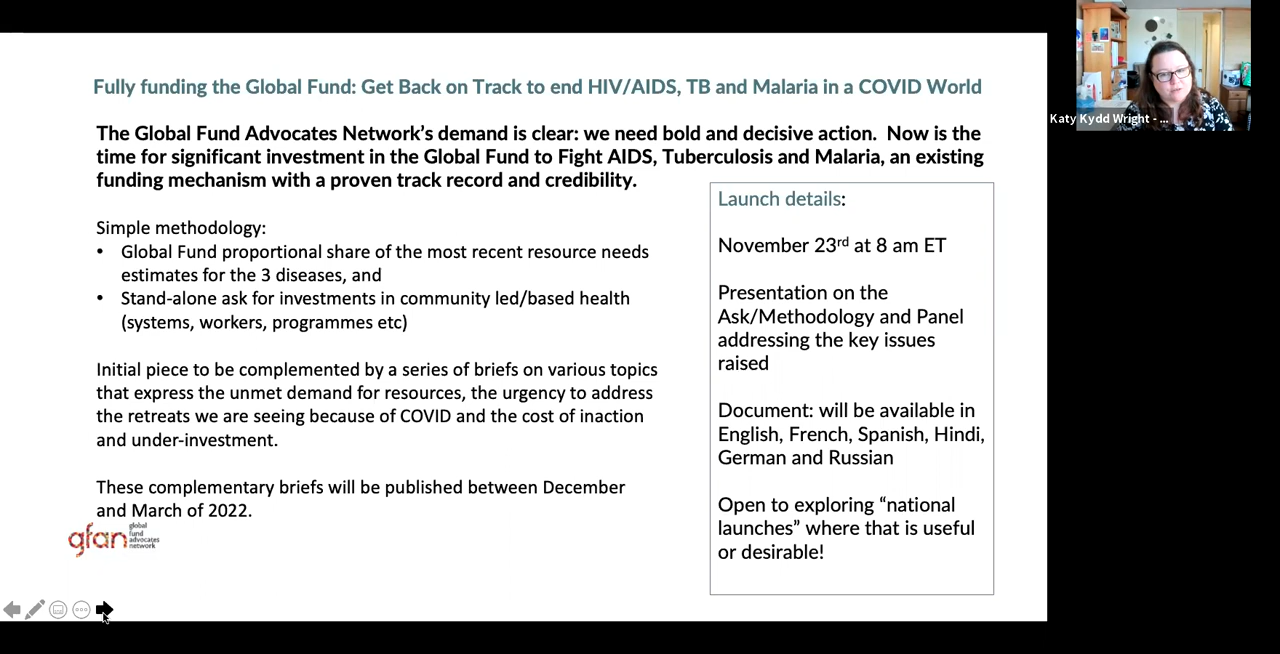 Fully funding the Global Fund: Get Back on Track to end HIV/AIDS, TB and Malaria in a COVID World
The Global Fund Advocates Network's demand is clear: we need bold and decisive action. Now is the
time for significant investment in the Global Fund to Fight AIDS, Tuberculosis and Malaria, an existing
funding mechanism with a proven track record and credibility.
Simple methodology:
• Global Fund proportional share of the most recent resource needs
estimates for the 3 diseases, and
• Stand-alone ask for investments in community led/based health
(systems, workers, programmes etc)
Initial piece to be complemented by a series of briefs on various topics
that express the unmet demand for resources, the urgency to address
the retreats we are seeing because of COVID and the cost of inaction
and under-investment.
These complementary briefs will be published between December
and March of 2022.
gfan
global
fund
advocates
network
Launch details:
November 23rd at 8 am ET
Presentation on the
Ask/Methodology and Panel
addressing the key issues
raised
Document: will be available in
English, French, Spanish, Hindi,
German and Russian
Open to exploring “national
launches” where that is useful
or desirable!
Katy Kydd Wright - ...